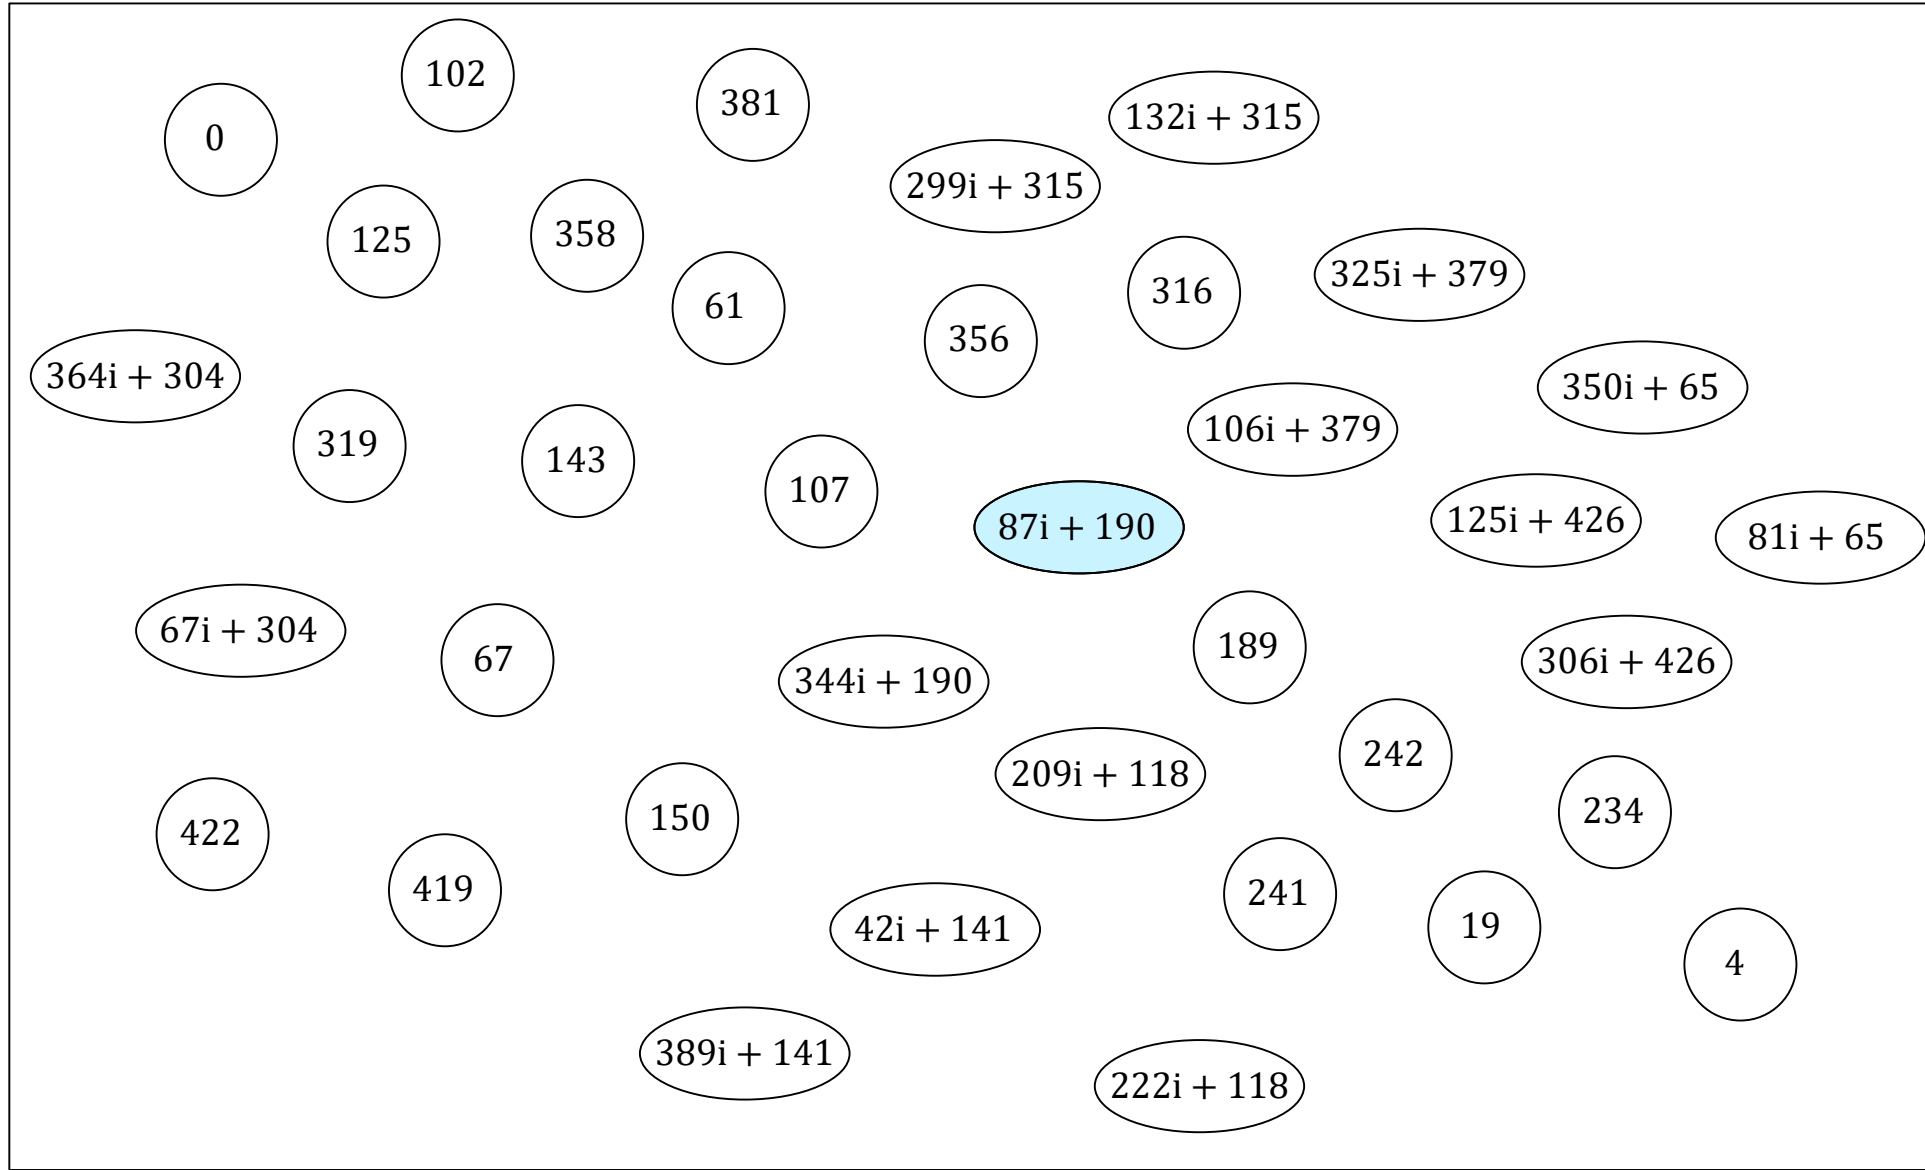 102
381
132i + 315
0
299i + 315
358
125
325i + 379
316
61
356
364i + 304
350i + 65
106i + 379
319
143
107
125i + 426
87i + 190
81i + 65
67i + 304
189
67
306i + 426
344i + 190
242
209i + 118
234
150
422
419
241
19
42i + 141
4
389i + 141
222i + 118